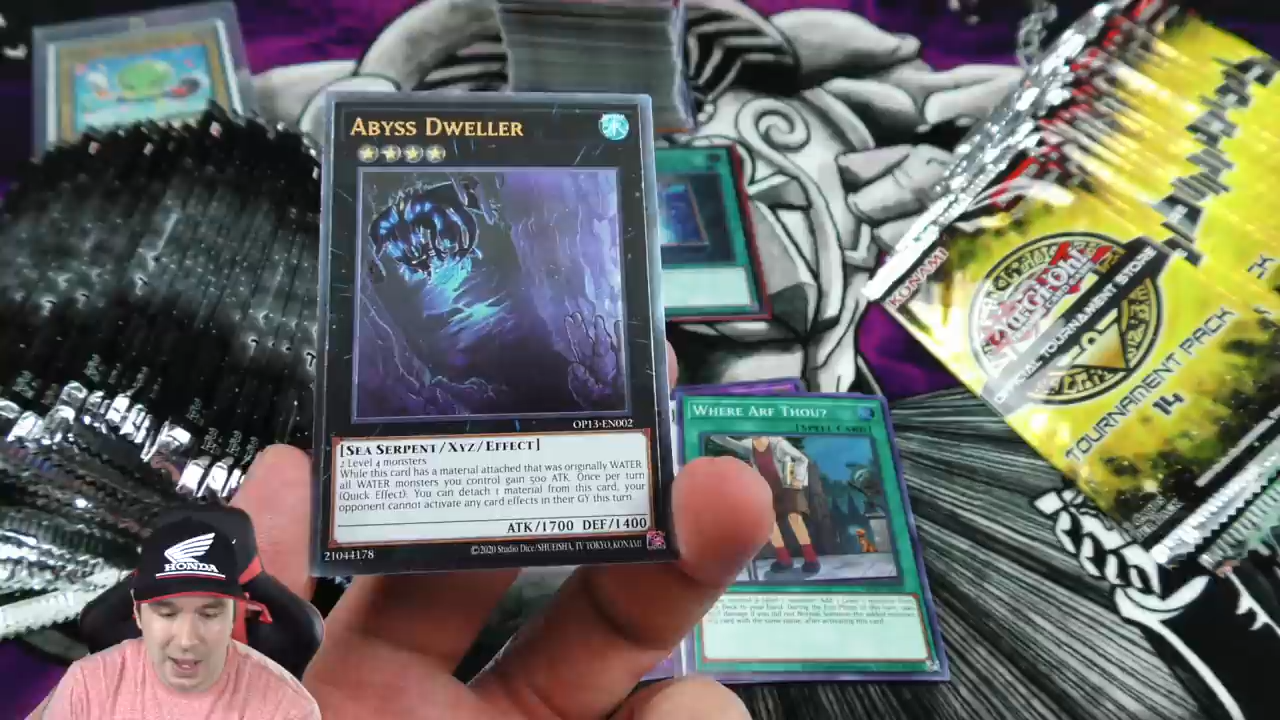 ABYSS DWELLER
OP13-EN002
[SEA SERPENT/XYZ/EFFECT]
2 Level 4 monsters
While this card has a material attached that was originally WATER
all WATER monsters you control gain 500 ATK. Once per turn
(Quick Effect): You can detach 1 material from this card; your
opponent cannot activate any card effects in their GY this turn.
ATK/1700 DEF/1400
21044178
©2020 Studio Dice/SHUEISHA, TV TOKYO, KONAMI
WHERE ARF THOU?
[SPELL CARD]
KONAMI
YU-GI-OH!
OFFICIAL TOURNAMENT STORE
TOURNAMENT PACK
14
HONDA